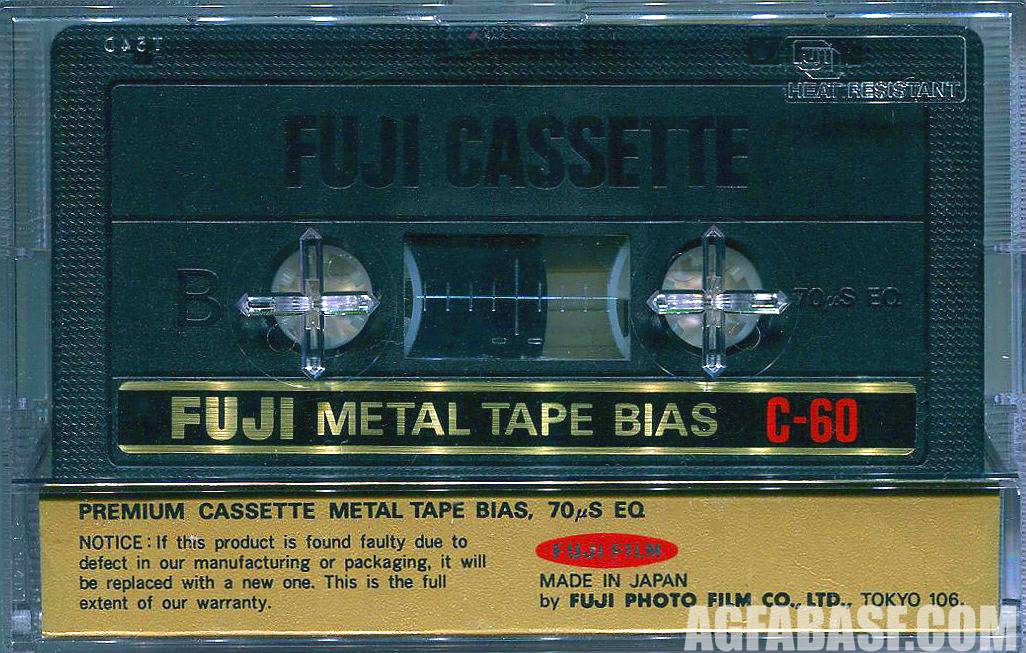 T54D
FUJI
HEAT RESISTANT
FUJI CASSETTE
B
70μS EQ
FUJI METAL TAPE BIAS C-60
PREMIUM CASSETTE METAL TAPE BIAS, 70μS EQ
NOTICE: If this product is found faulty due to
defect in our manufacturing or packaging, it will
be replaced with a new one. This is the full
extent of our warranty.
FUJI FILM
MADE IN JAPAN
by FUJI PHOTO FILM CO., LTD., TOKYO 106.
AGFABASE.COM